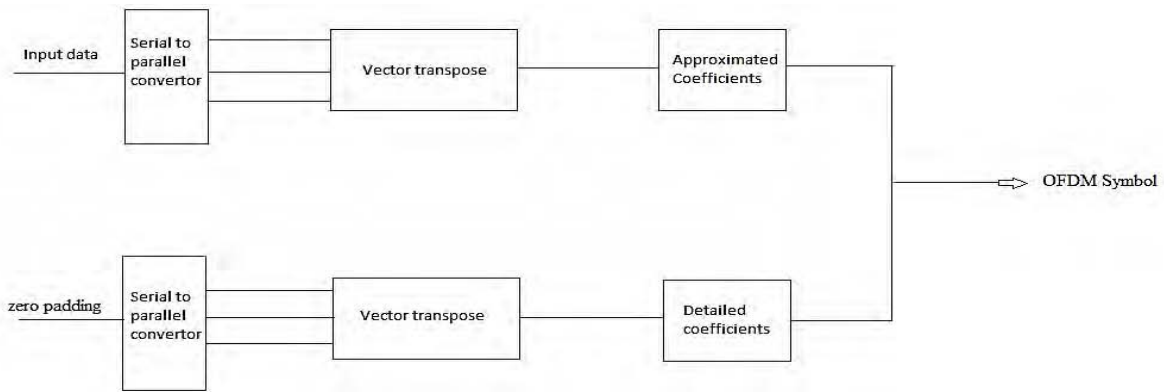 Input data
Serial to
parallel
convertor
Vector transpose
Approximated
Coefficients
OFDM Symbol
zero padding
Serial to
parallel
convertor
Vector transpose
Detailed
coefficients